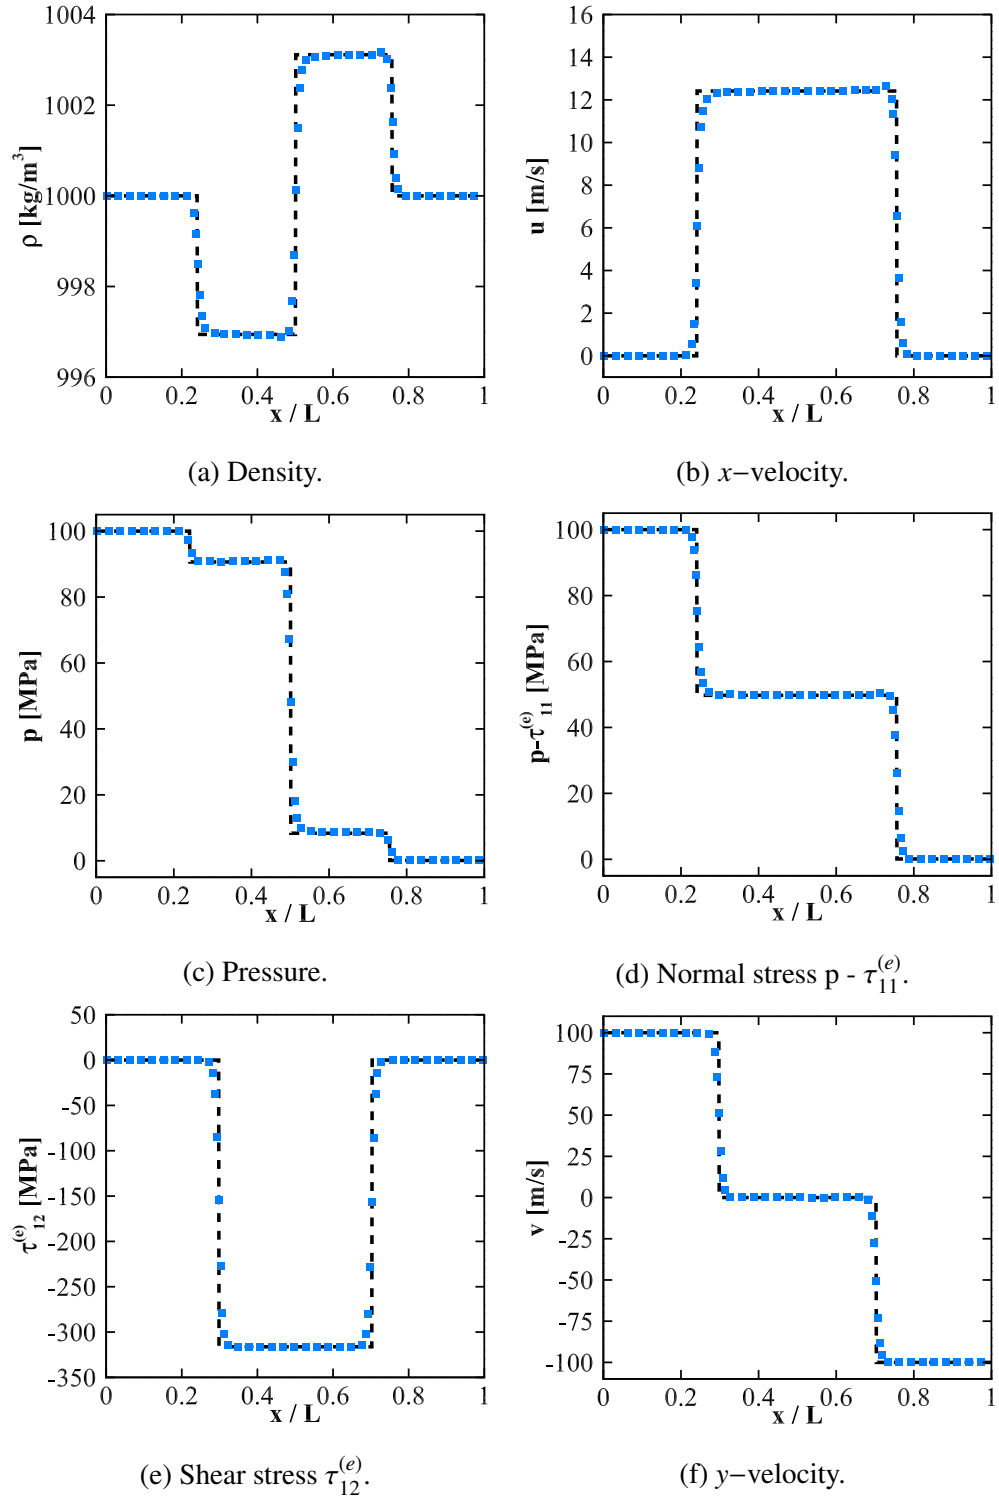 1004
1002
1000
998
996
ρ [kg/m³]
0 0.2 0.4 0.6 0.8 1
x / L
(a) Density.
16
14
12
10
8
6
4
2
0
u [m/s]
0 0.2 0.4 0.6 0.8 1
x / L
(b) x−velocity.
100
80
60
40
20
0
p [MPa]
0 0.2 0.4 0.6 0.8 1
x / L
(c) Pressure.
100
80
60
40
20
0
p-τ^(e)_11 [MPa]
0 0.2 0.4 0.6 0.8 1
x / L
(d) Normal stress p - τ_11^(e).
50
0
-50
-100
-150
-200
-250
-300
-350
τ^(e)_12 [MPa]
0 0.2 0.4 0.6 0.8 1
x / L
(e) Shear stress τ_12^(e).
100
75
50
25
0
-25
-50
-75
-100
v [m/s]
0 0.2 0.4 0.6 0.8 1
x / L
(f) y−velocity.